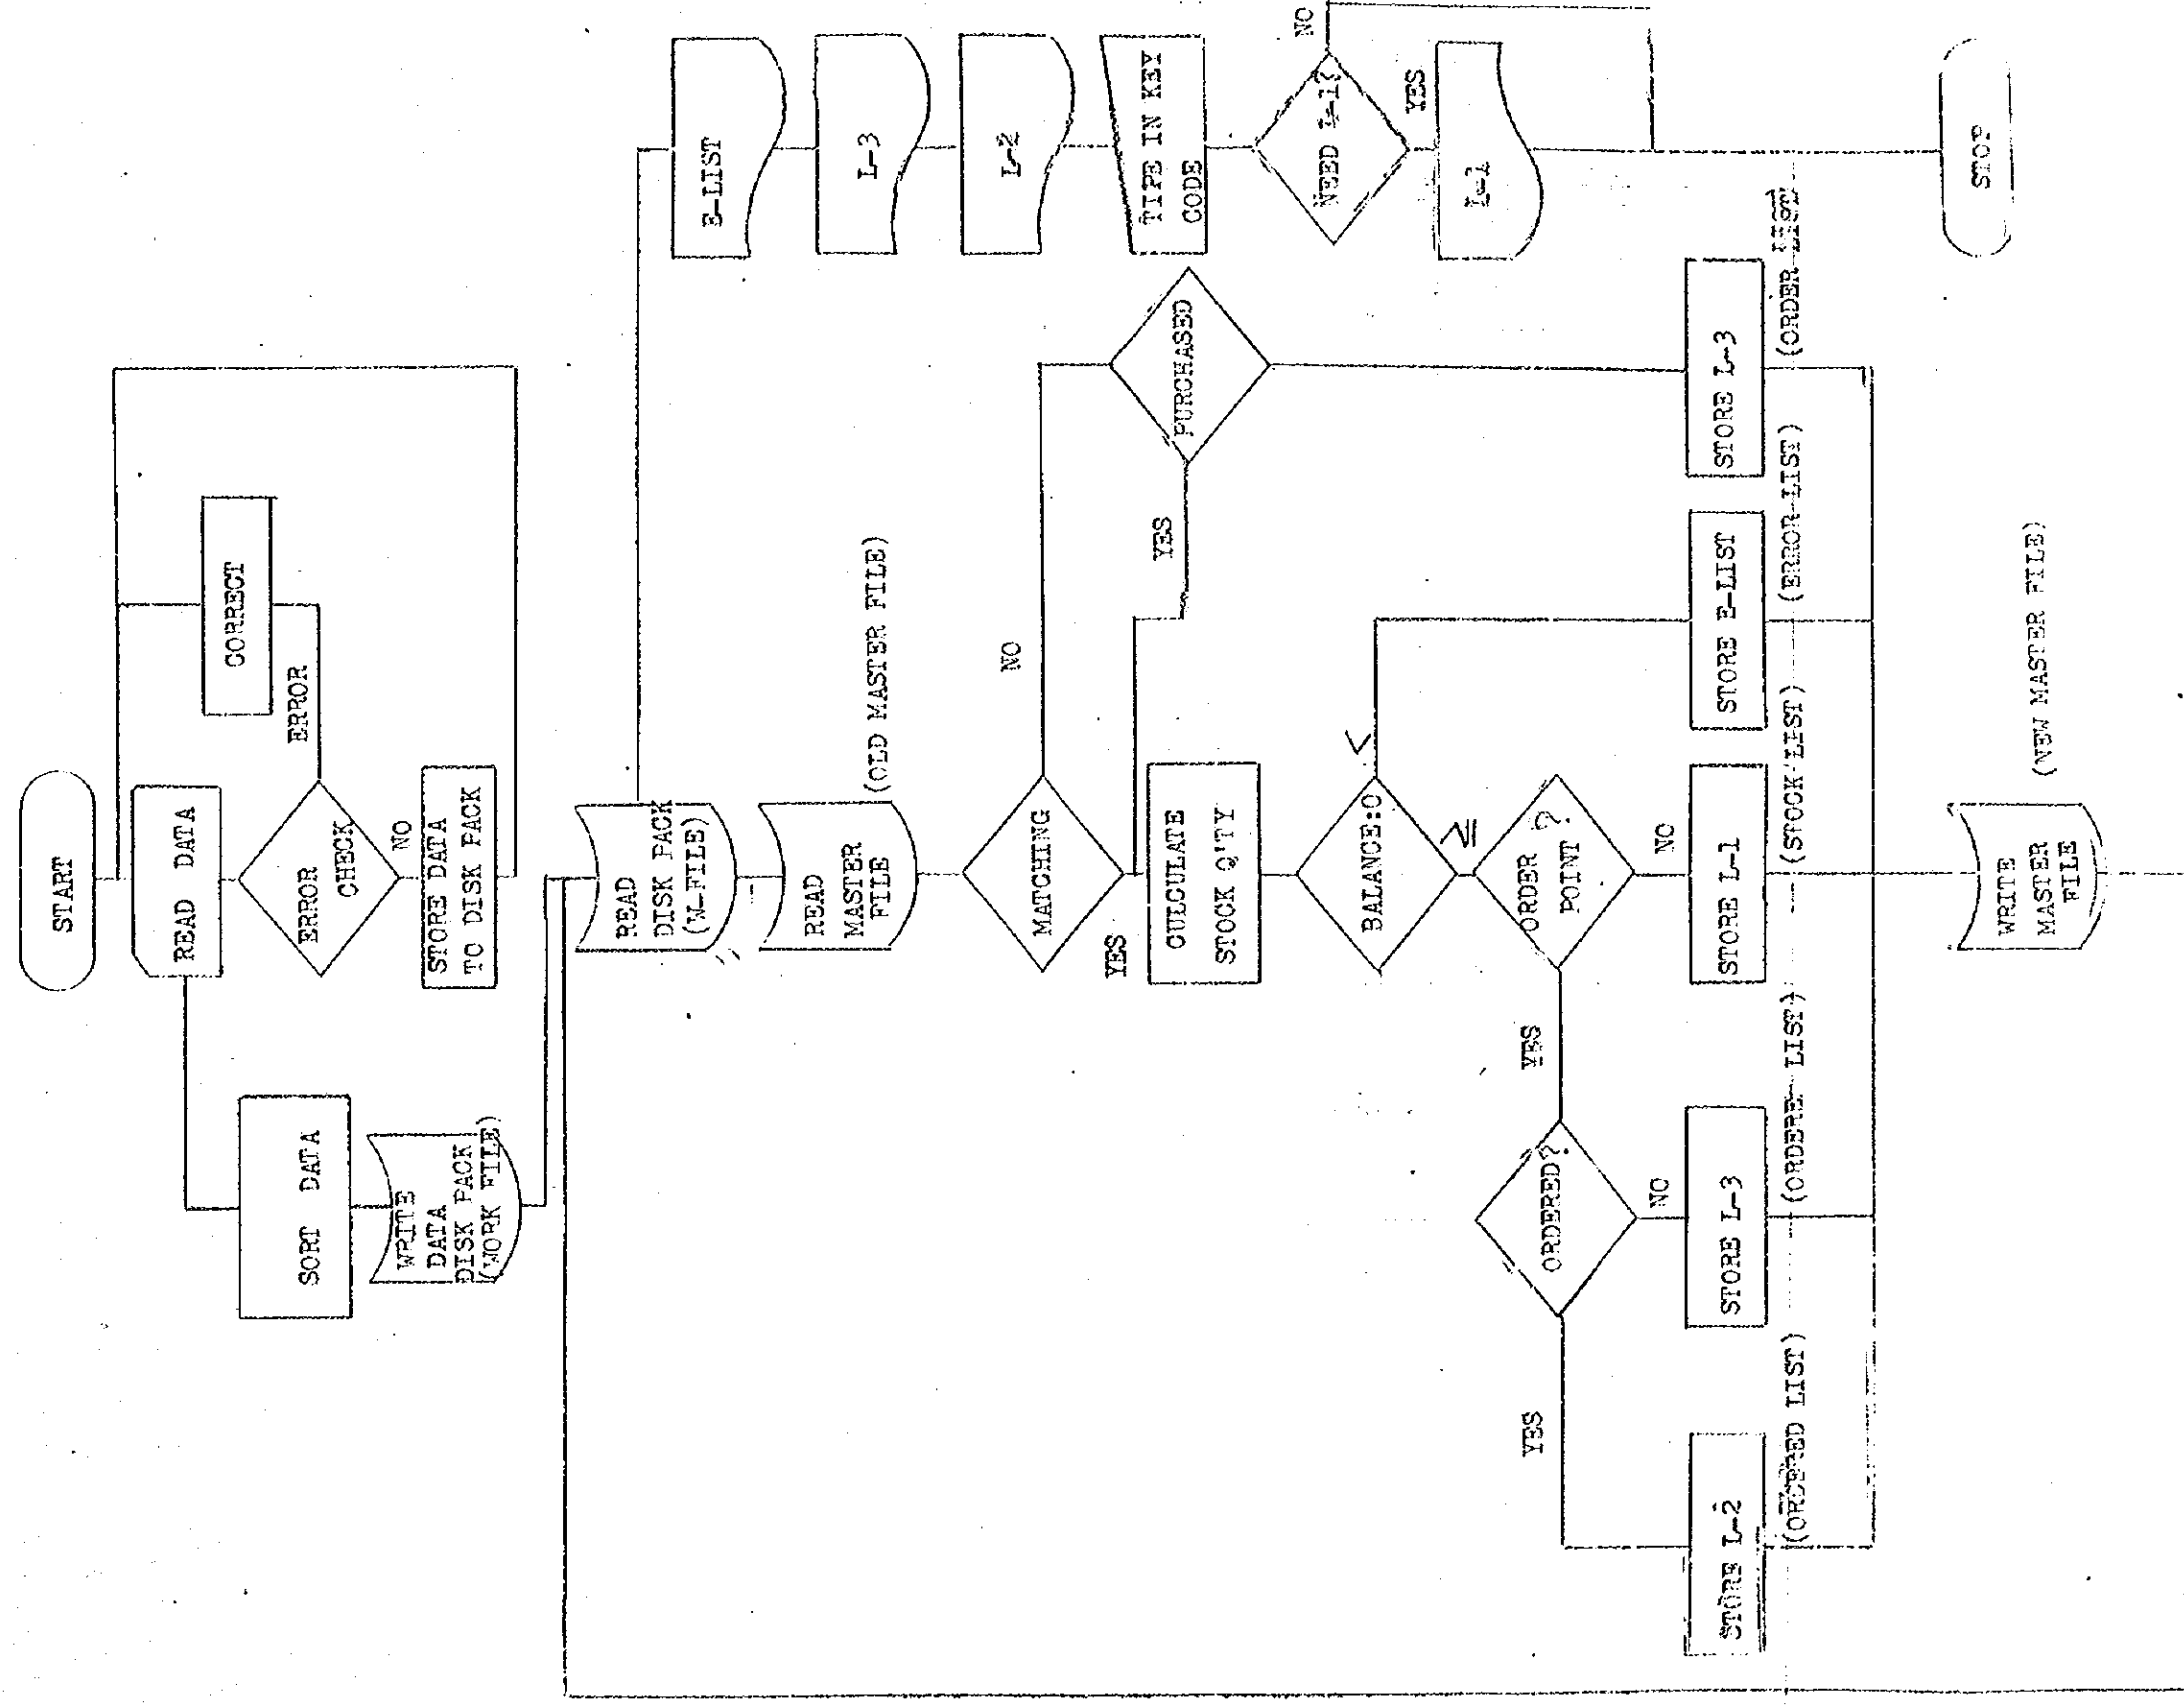 START
READ DATA
ERROR
CHECK
ERROR
CORRECT
NO
STORE DATA
TO DISK PACK
SORT DATA
WRITE
DATA
DISK PACK
(WORK FILE)
READ
DISK PACK
(W-FILE)
READ
MASTER
FILE
(OLD MASTER FILE)
MATCHING
NO
YES
PURCHASED
YES
CULCULATE
STOCK Q'TY
BALANCE:0
<
≥
ORDER
POINT ?
YES
NO
ORDERED?
YES
NO
STORE L-2
STORE L-3
STORE L-1
STORE E-LIST
STORE L-3
(ORDERED LIST)
(ORDERE LIST)
(STOCK LIST)
(ERROR LIST)
(ORDER LIST
WRITE
MASTER
FILE
(NEW MASTER FILE)
E-LIST
L-3
L-2
TIPE IN KEY
CODE
NEED L-1?
NO
YES
L-1
STOP